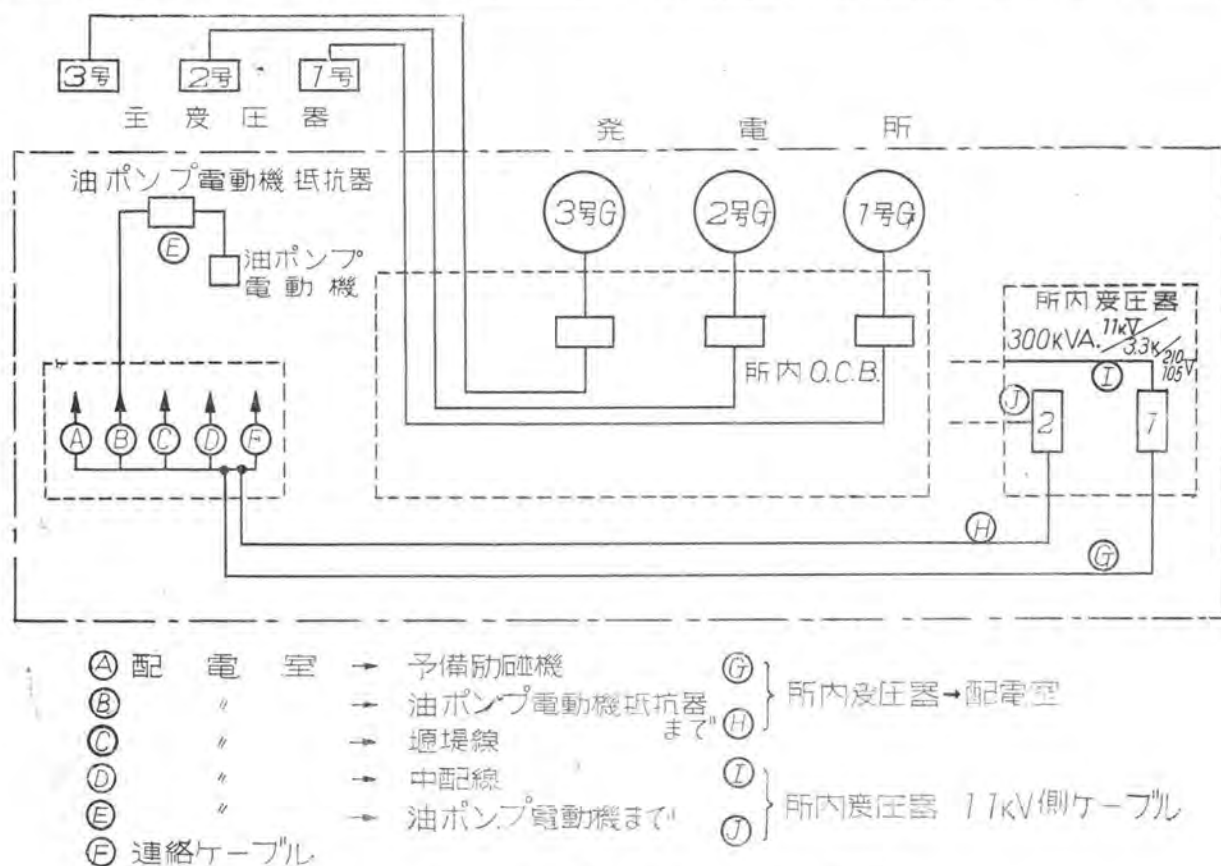 3号 2号 1号
主変圧器
発電所
油ポンプ電動機抵抗器
E
油ポンプ
電動機
3号G 2号G 1号G
所内O.C.B.
所内変圧器
300KVA. 11KV/3.3K/210/105V
I
J
2 1
A B C D F
H
G
A 配電室 → 予備励磁機
B 〃 → 油ポンプ電動機抵抗器
まで
C 〃 → 堰堤線
D 〃 → 中配線
E 〃 → 油ポンプ電動機まで
F 連絡ケーブル
G
H
所内変圧器→配電室
I
J
所内変圧器 11KV側ケーブル